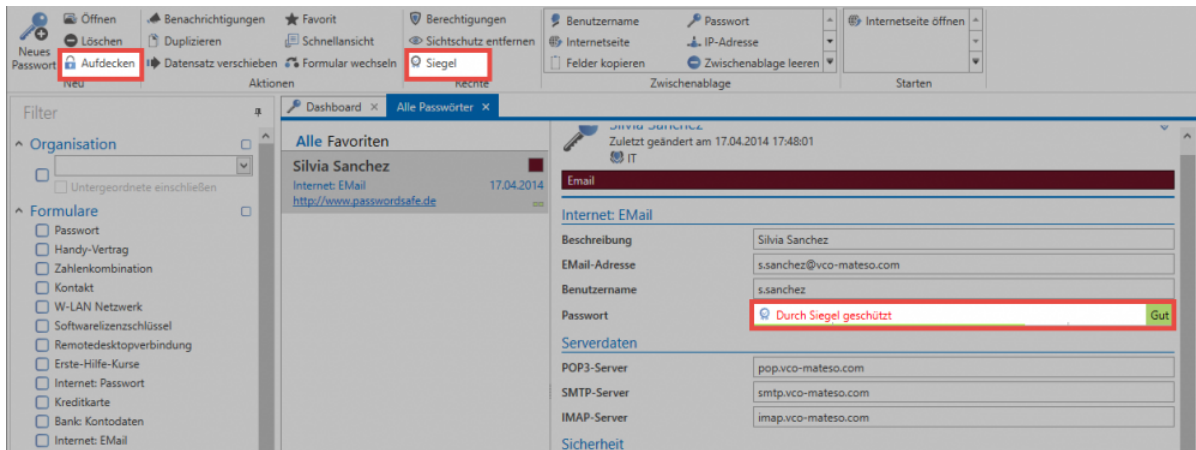 Neues
Passwort
Öffnen
Löschen
Aufdecken
Neu
Benachrichtigungen
Duplizieren
Datensatz verschieben
Favorit
Schnellansicht
Formular wechseln
Aktionen
Berechtigungen
Sichtschutz entfernen
Siegel
Rechte
Benutzername
Internetseite
Felder kopieren
Passwort
IP-Adresse
Zwischenablage leeren
Zwischenablage
Internetseite öffnen
Starten
Filter
Organisation
Untergeordnete einschließen
Formulare
Passwort
Handy-Vertrag
Zahlenkombination
Kontakt
W-LAN Netzwerk
Softwarelizenzschlüssel
Remotedesktopverbindung
Erste-Hilfe-Kurse
Internet: Passwort
Kreditkarte
Bank: Kontodaten
Internet: EMail
Dashboard
Alle Passwörter
Alle Favoriten
Silvia Sanchez
Internet: EMail 17.04.2014
http://www.passwordsafe.de
Silvia Sanchez
Zuletzt geändert am 17.04.2014 17:48:01
IT
Email
Internet: EMail
Beschreibung Silvia Sanchez
EMail-Adresse s.sanchez@vco-mateso.com
Benutzername s.sanchez
Passwort Durch Siegel geschützt Gut
Serverdaten
POP3-Server pop.vco-mateso.com
SMTP-Server smtp.vco-mateso.com
IMAP-Server imap.vco-mateso.com
Sicherheit